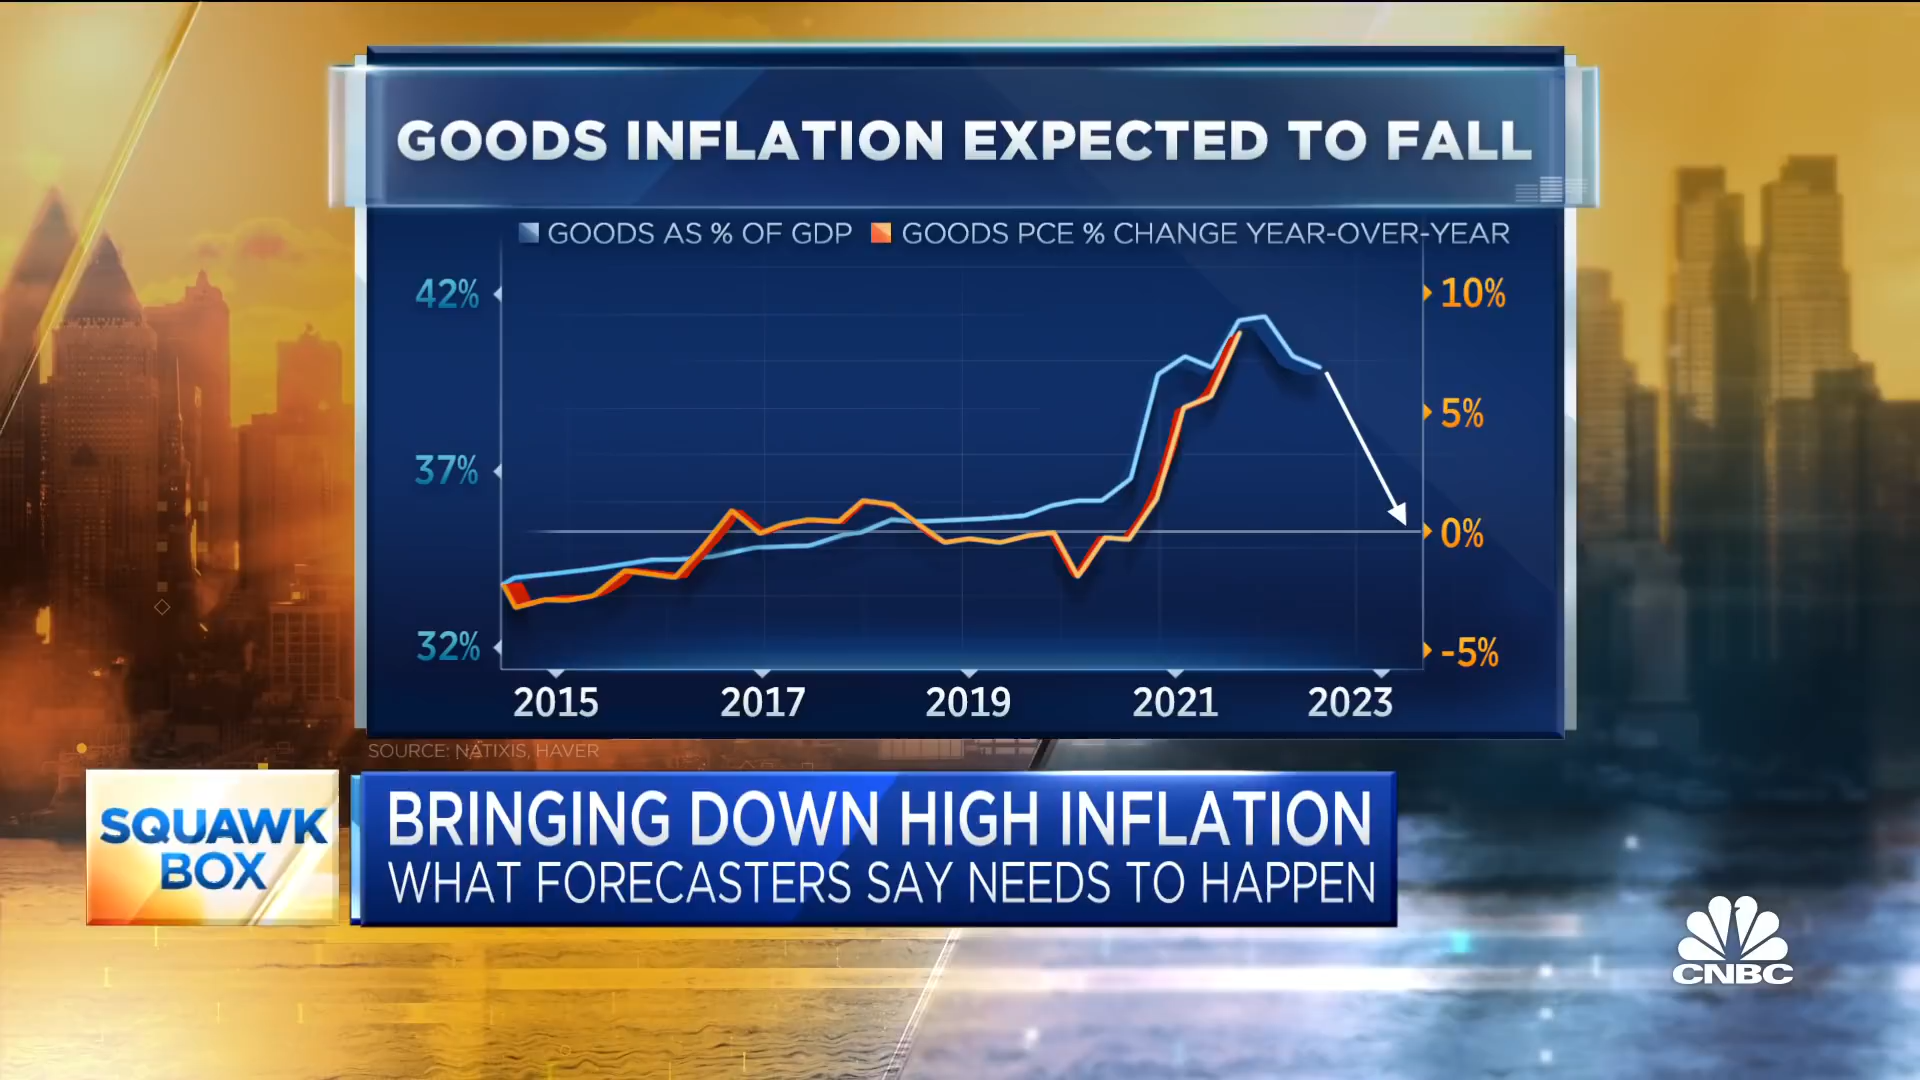 GOODS INFLATION EXPECTED TO FALL
GOODS AS % OF GDP GOODS PCE % CHANGE YEAR-OVER-YEAR
42% 10%
5%
37%
0%
32% -5%
2015 2017 2019 2021 2023
SOURCE: NATIXIS, HAVER
SQUAWK
BOX
BRINGING DOWN HIGH INFLATION
WHAT FORECASTERS SAY NEEDS TO HAPPEN
CNBC